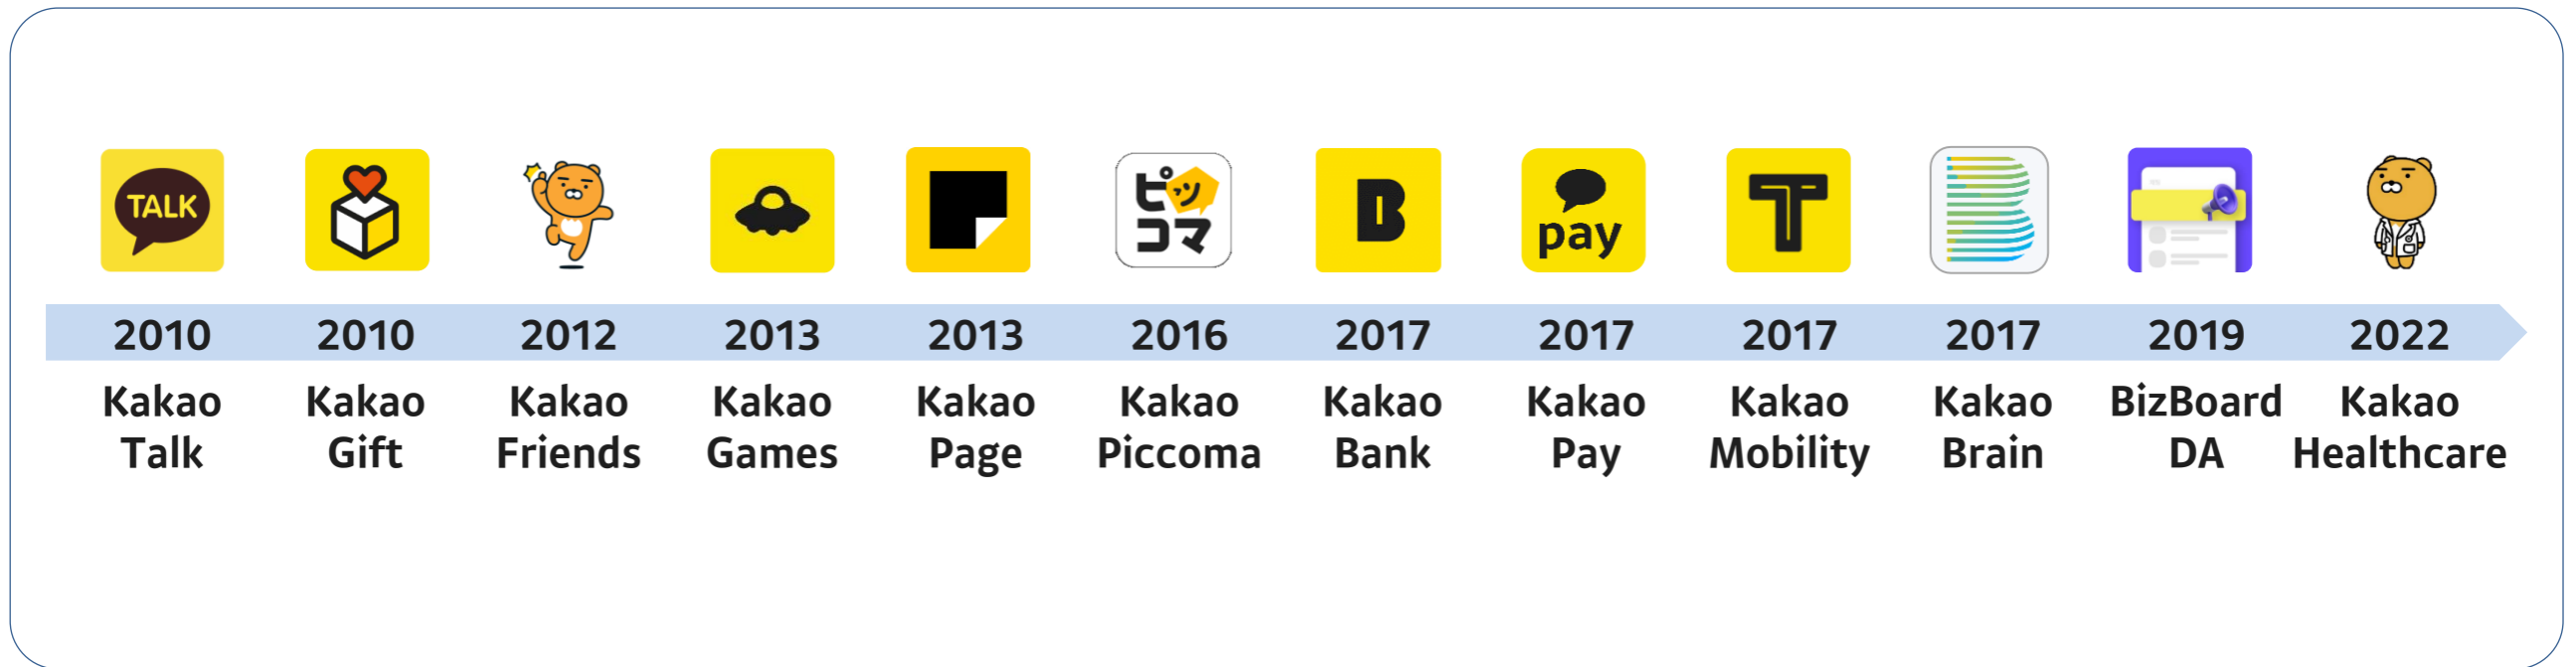 TALK
ピッ
コマ
B
pay
T
B
2010 2010 2012 2013 2013 2016 2017 2017 2017 2017 2019 2022
Kakao Kakao Kakao Kakao Kakao Kakao Kakao Kakao Kakao Kakao BizBoard Kakao
Talk Gift Friends Games Page Piccoma Bank Pay Mobility Brain DA Healthcare